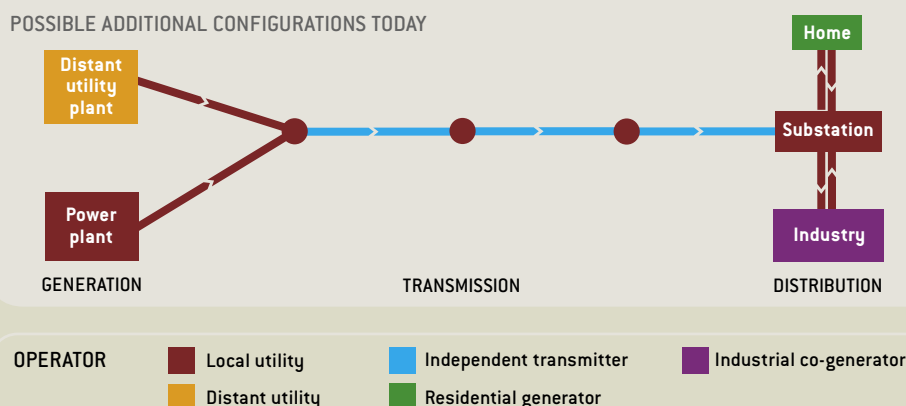 POSSIBLE ADDITIONAL CONFIGURATIONS TODAY
Distant
utility
plant
Home
Substation
Power
plant
Industry
GENERATION
TRANSMISSION
DISTRIBUTION
OPERATOR
Local utility
Independent transmitter
Industrial co-generator
Distant utility
Residential generator